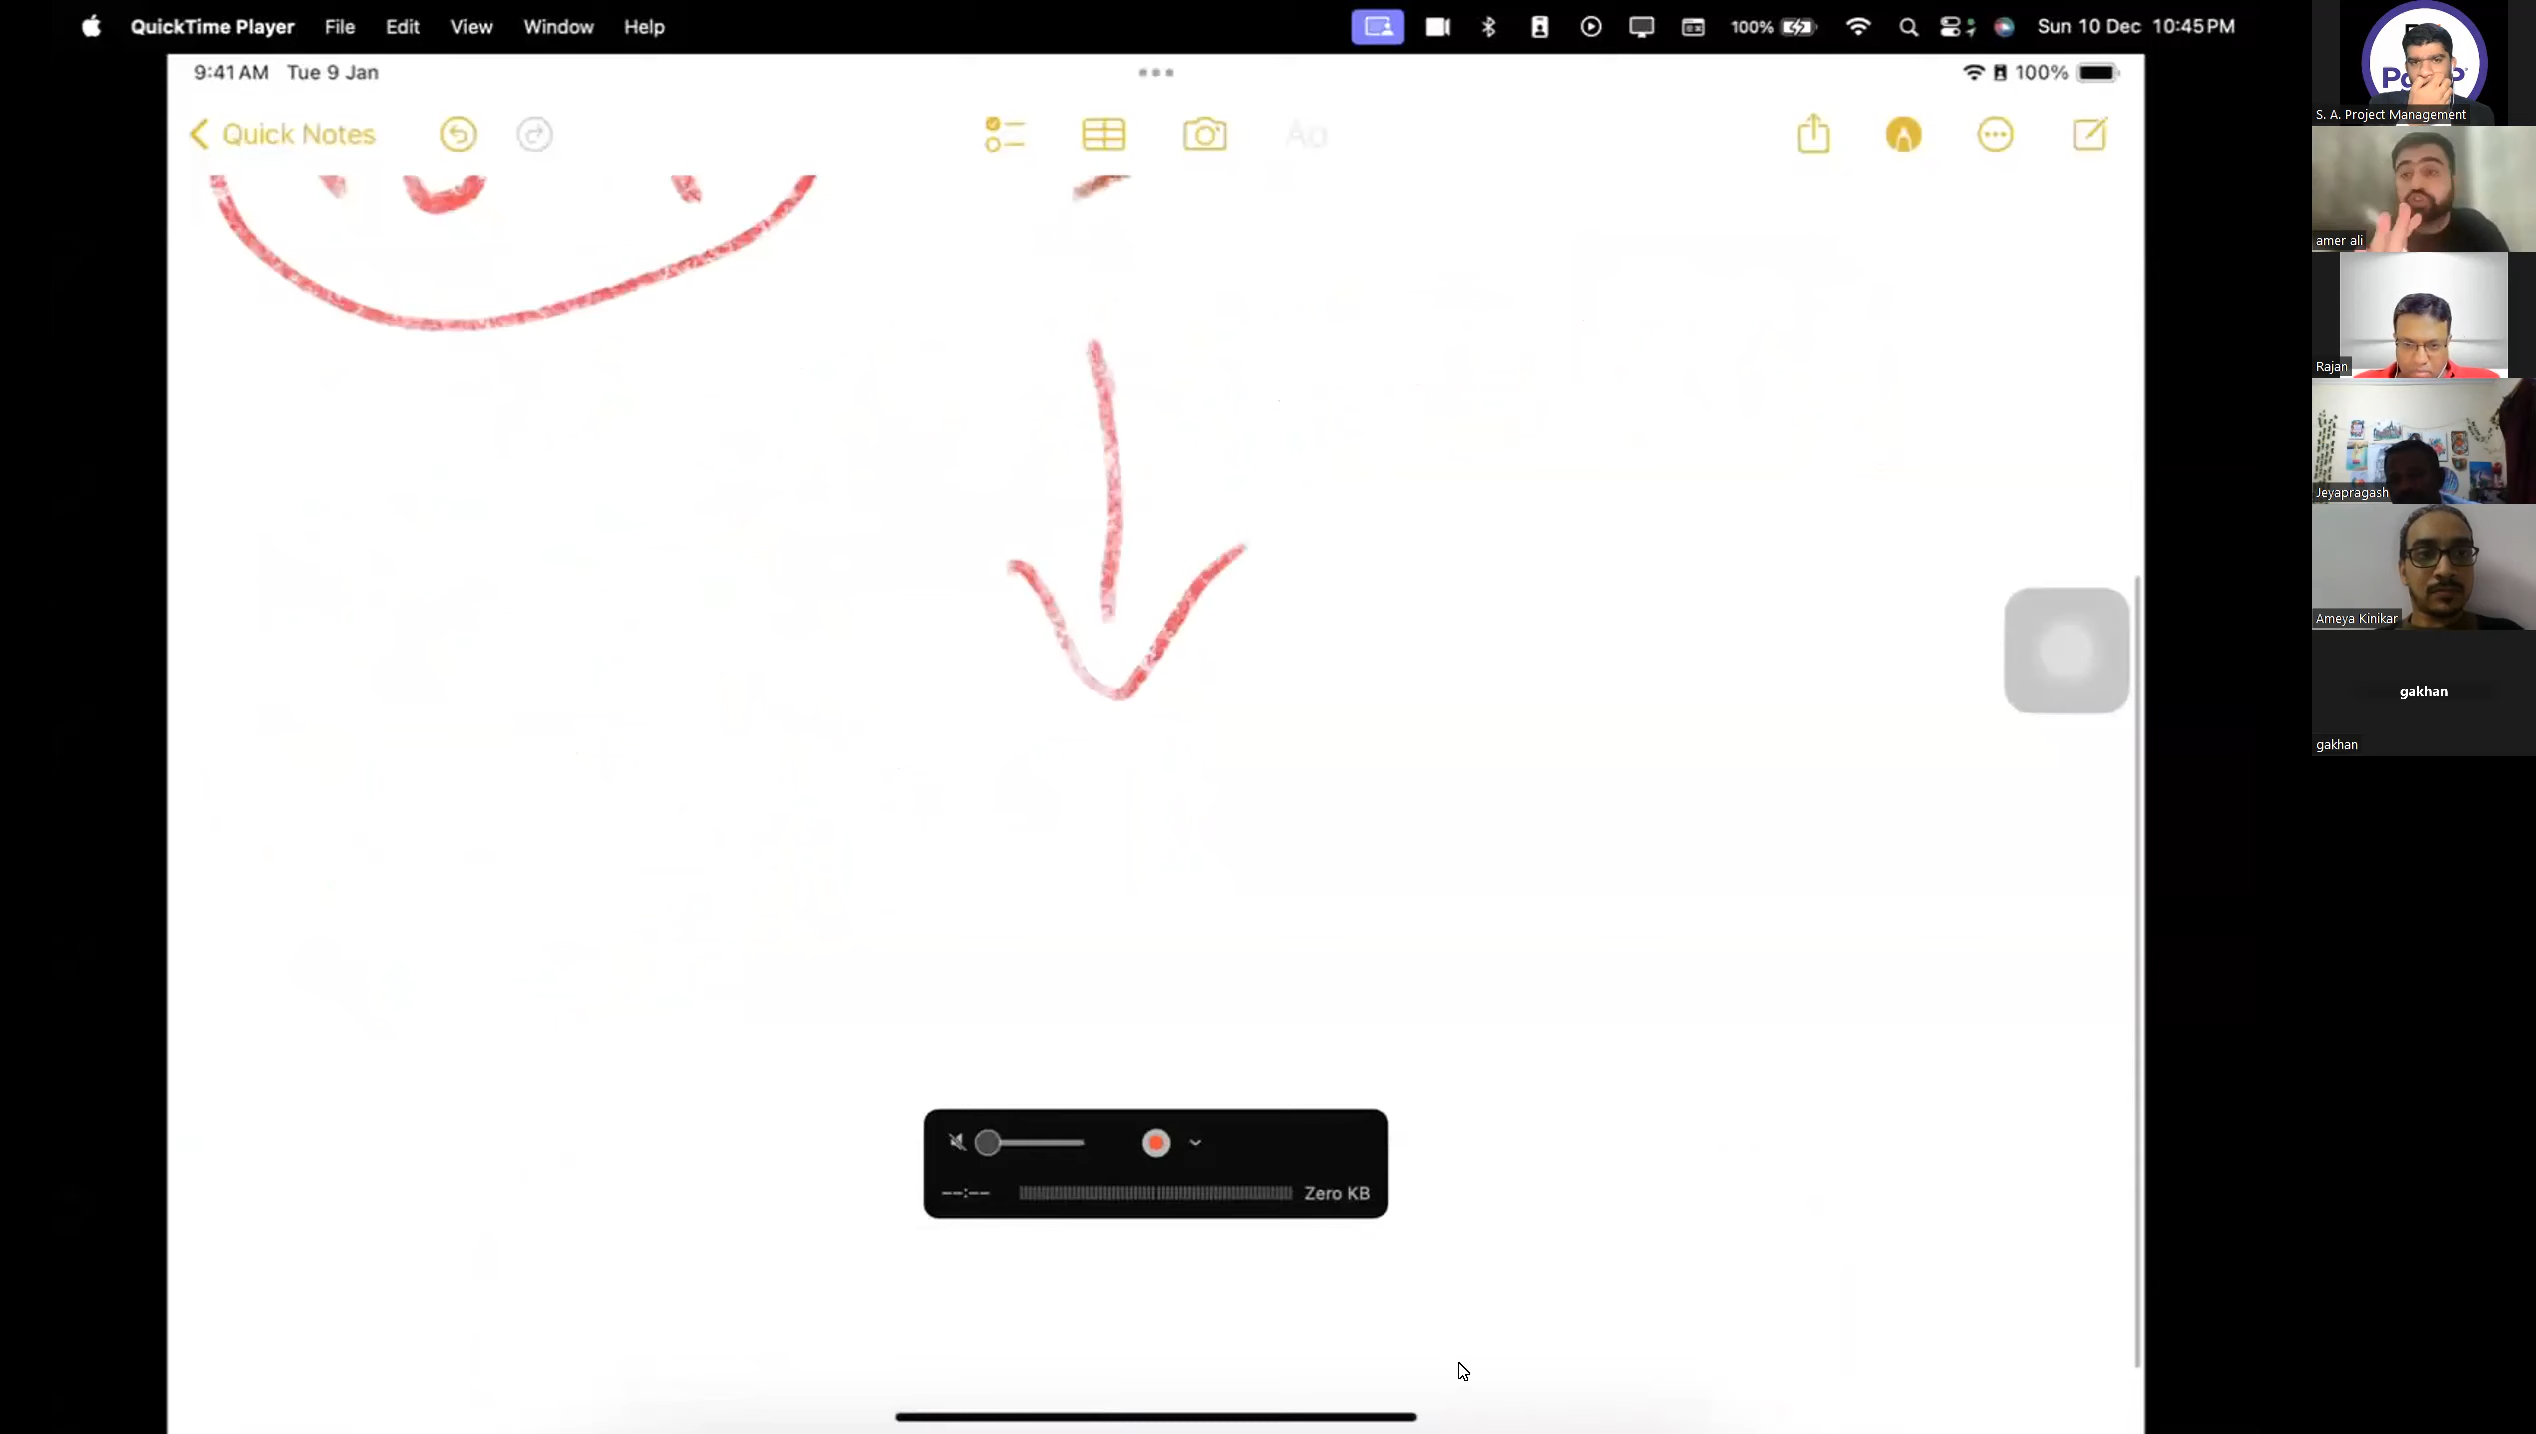 QuickTime Player File Edit View Window Help 100% Sun 10 Dec 10:45 PM
9:41 AM Tue 9 Jan 100%
Quick Notes Aa
--:-- Zero KB
S. A. Project Management
amer ali
Rajan
Jeyapragash
Ameya Kinikar
gakhan
gakhan